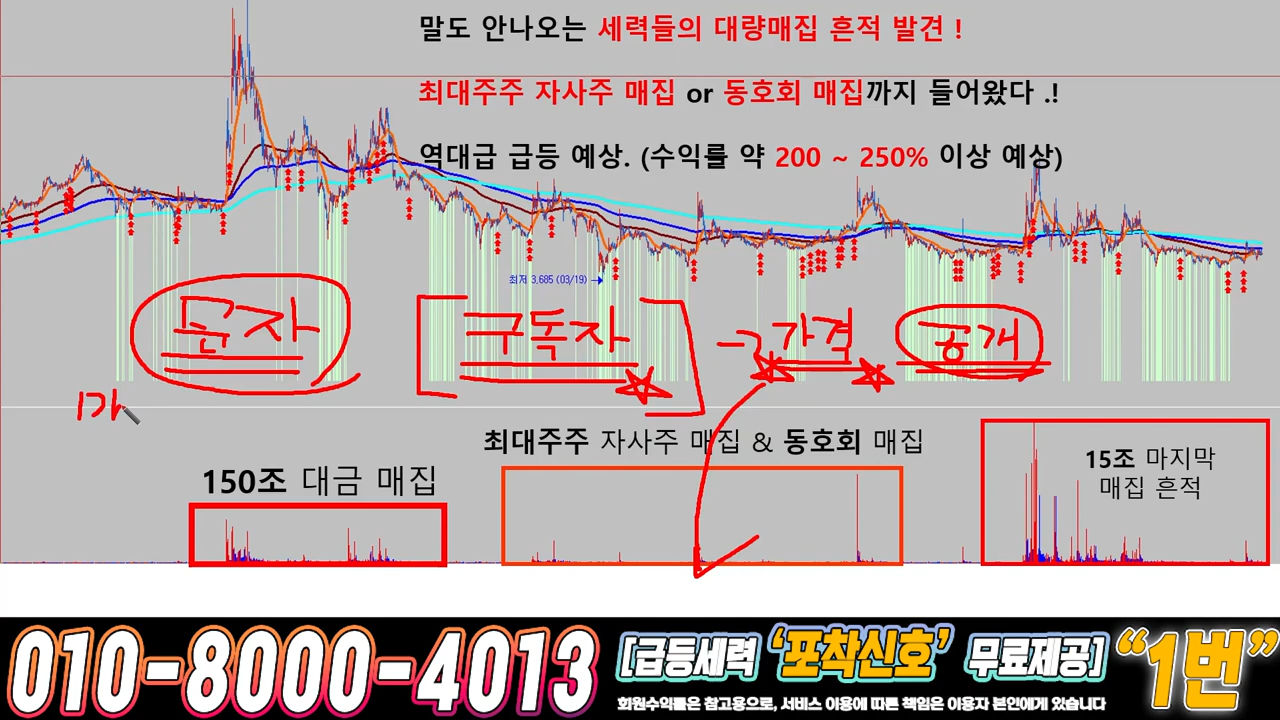 말도 안나오는 세력들의 대량매집 흔적 발견 !
최대주주 자사주 매집 or 동호회 매집까지 들어왔다 .!
역대급 급등 예상. (수익률 약 200 ~ 250% 이상 예상)
최저 3,685 (03/19)
문자
구독자
가격
공개
최대주주 자사주 매집 & 동호회 매집
150조 대금 매집
15조 마지막
매집 흔적
010-8000-4013
[급등세력 '포착신호' 무료제공] "1번"
회원수익률은 참고용으로, 서비스 이용에 따른 책임은 이용자 본인에게 있습니다